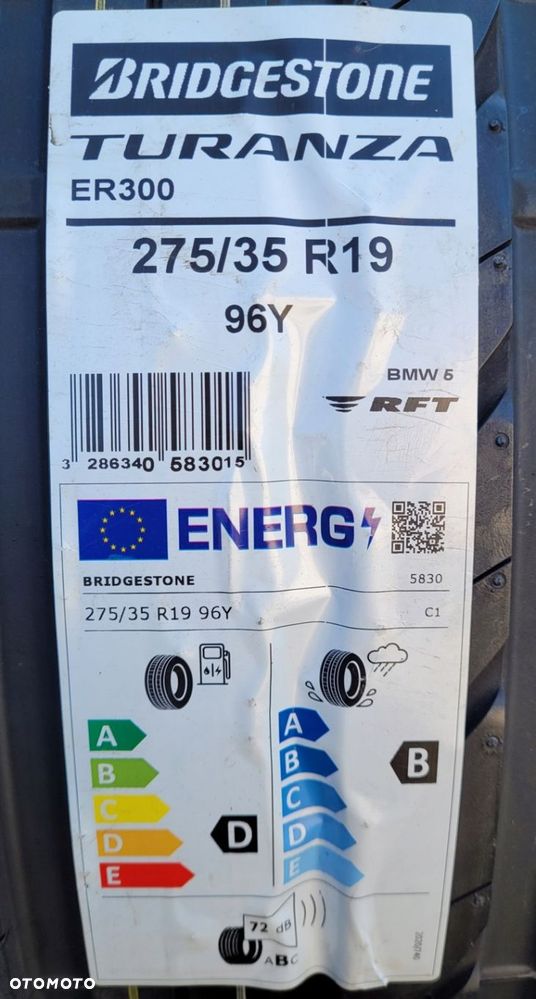 BRIDGESTONE
TURANZA
ER300
275/35 R19
96Y
BMW 5
RFT
3 286340 583015
ENERG
BRIDGESTONE 5830
275/35 R19 96Y C1
A A
B B B
C C
D D D
E E
72 dB
ABC
OTOMOTO